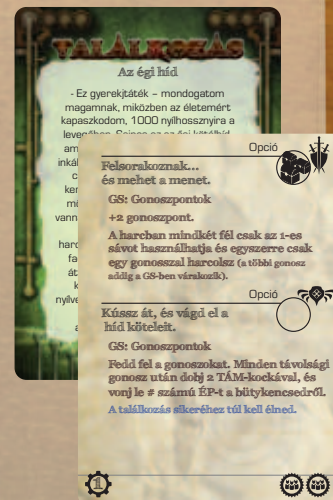 TALÁLKOZÁS
Az égi híd
- Ez gyerekjáték – mondogatom
magamnak, miközben az életemért
kapaszkodom, 1000 nyílhossznyira a
Opció
Felsorakoznak...
és mehet a menet.
GS: Gonoszpontok
+2 gonoszpont.
A harcban mindkét fél csak az 1-es
sávot használhatja és egyszerre csak
egy gonosszal harcolsz (a többi gonosz
addig a GS-ben várakozik).
Opció
Kússz át, és vágd el a
híd köteleit.
GS: Gonoszpontok
Fedd fel a gonoszokat. Minden távolsági
gonosz után dobj 2 TÁM-kockával, és
vonj le # számú ÉP-t a bütykencsedről.
A találkozás sikeréhez túl kell élned.
1